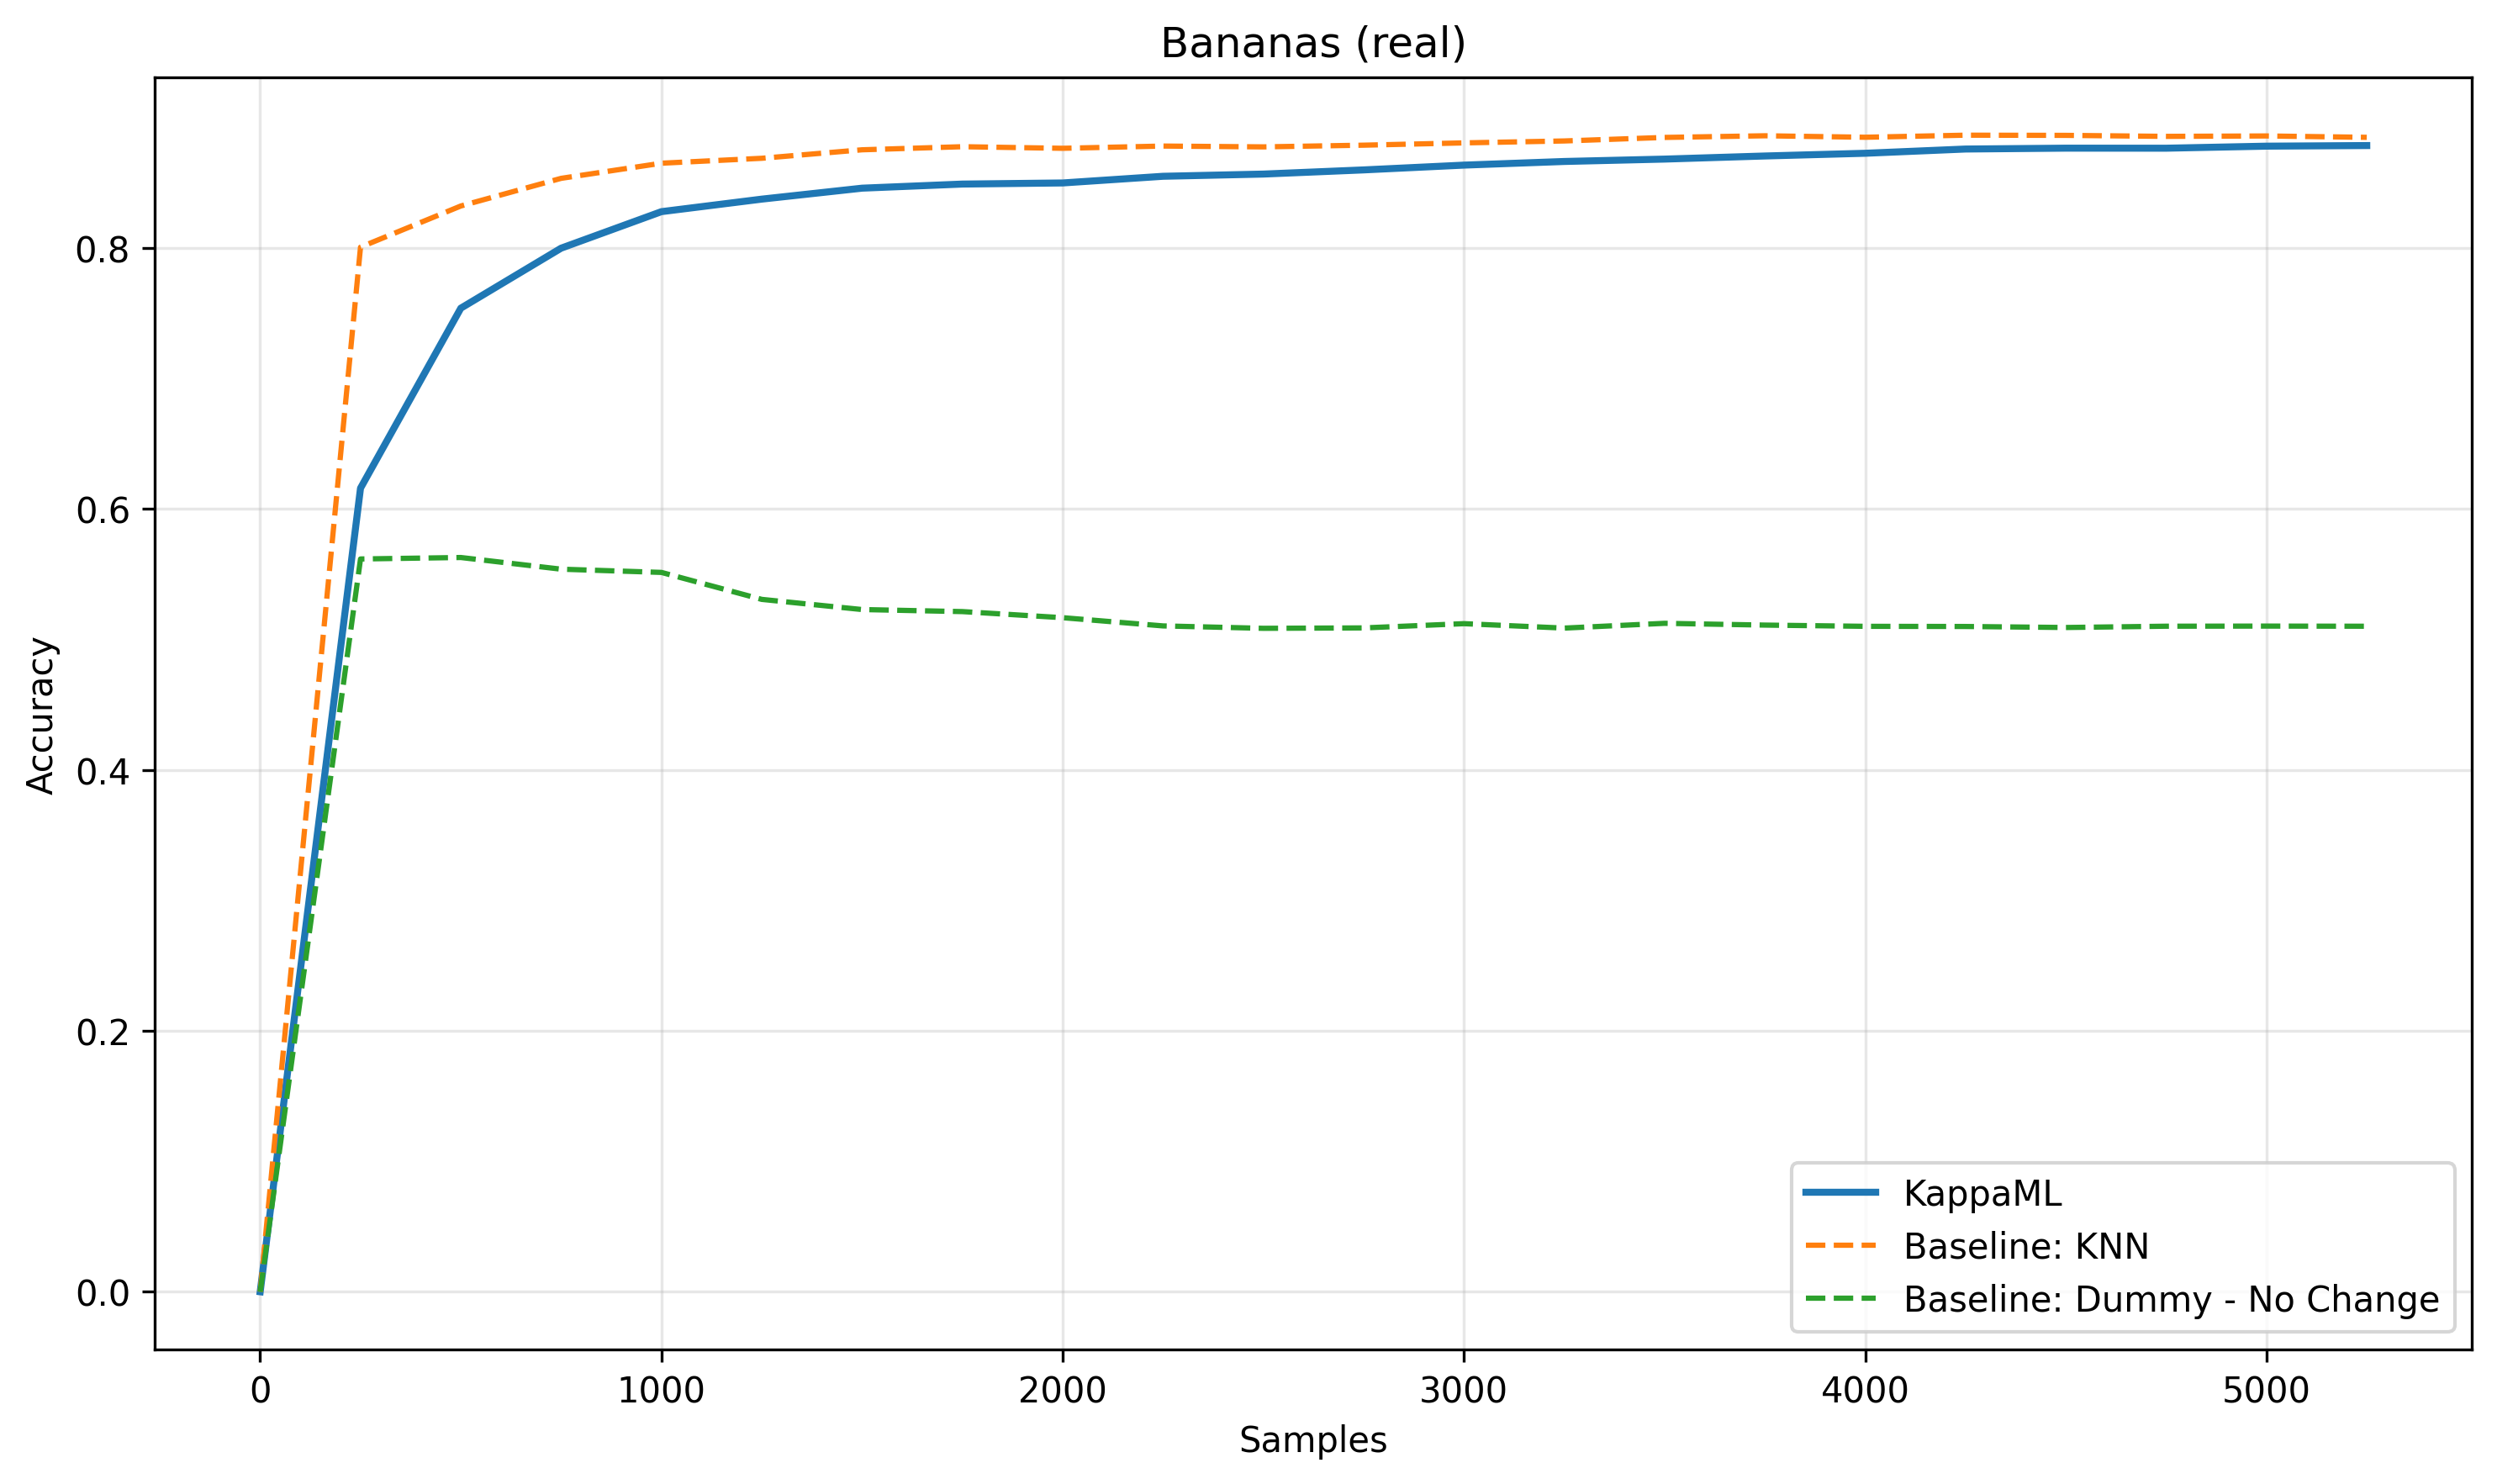 Bananas (real)
Accuracy
0.8
0.6
0.4
0.2
0.0
0 1000 2000 3000 4000 5000
Samples
KappaML
Baseline: KNN
Baseline: Dummy - No Change